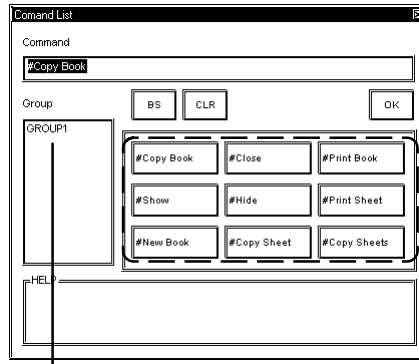 Comand List
Command
#Copy Book
Group
BS
CLR
OK
GROUP1
#Copy Book
#Close
#Print Book
#Show
#Hide
#Print Sheet
#New Book
#Copy Sheet
#Copy Sheets
HELP